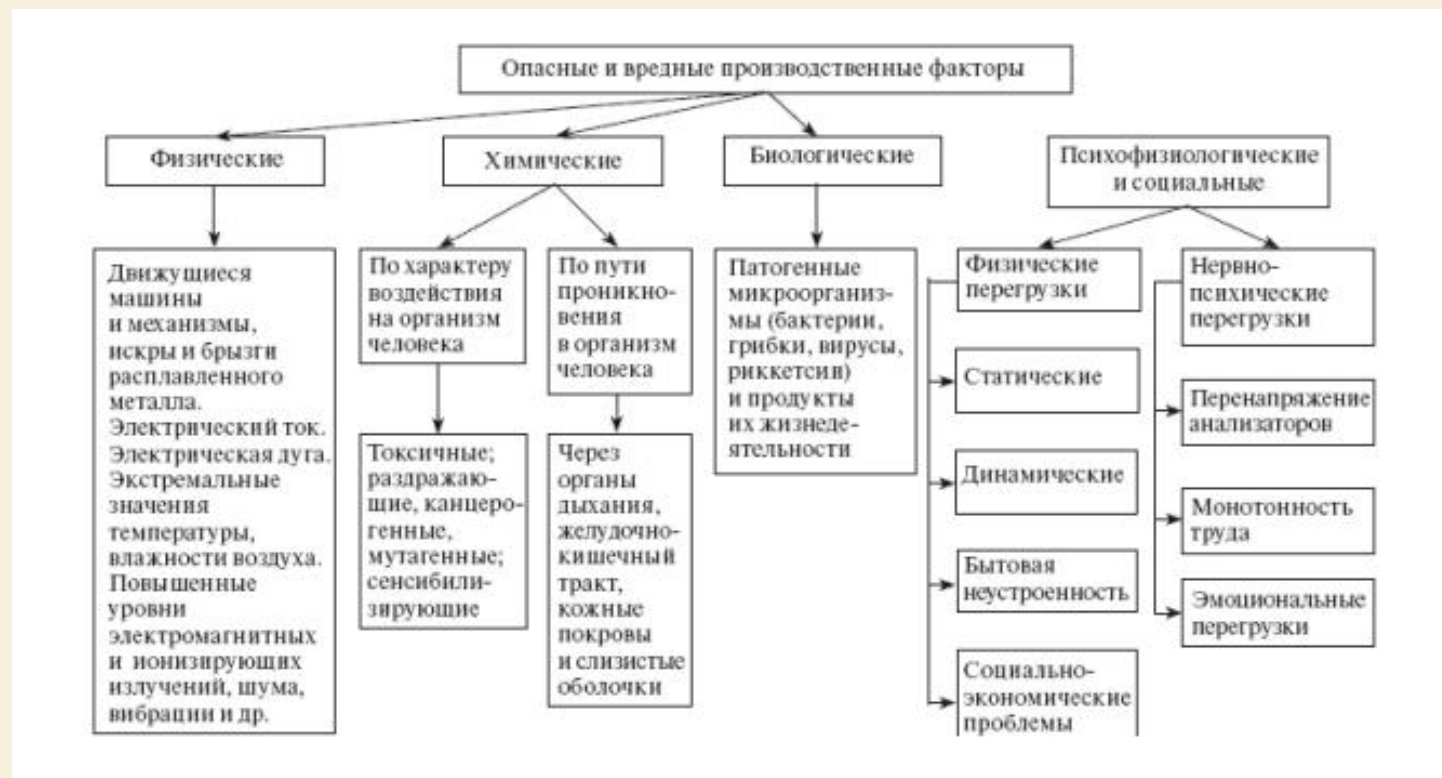 Опасные и вредные производственные факторы
Физические
Химические
Биологические
Психофизиологические
и социальные
Движущиеся
машины
и механизмы,
искры и брызги
расплавленного
металла.
Электрический ток.
Электрическая дуга.
Экстремальные
значения
температуры,
влажности воздуха.
Повышенные
уровни
электромагнитных
и ионизирующих
излучений, шума,
вибрации и др.
По характеру
воздействия
на организм
человека
Токсичные;
раздражаю-
шие, канцеро-
генные,
мутагенные;
сенсибили-
зирующие
По пути
проникно-
вения
в организм
человека
Через
органы
дыхания,
желудочно-
кишечный
тракт,
кожные
покровы
и слизистые
оболочки
Патогенные
микроорганиз-
мы (бактерии,
грибки, вирусы,
риккетсии)
и продукты
их жизнеде-
ятельности
Физические
перегрузки
Статические
Динамические
Бытовая
неустроенность
Социально-
экономические
проблемы
Нервно-
психические
перегрузки
Перенапряжение
анализаторов
Монотонность
труда
Эмоциональные
перегрузки